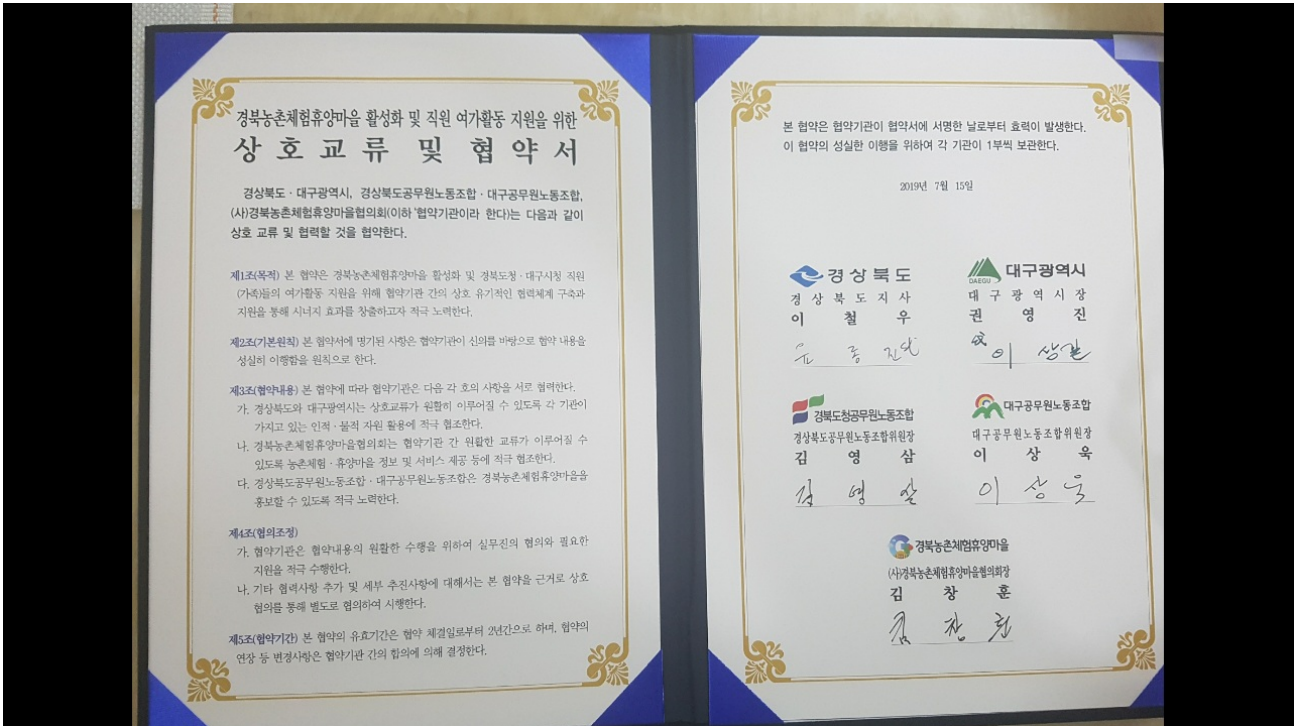 경북농촌체험휴양마을 활성화 및 직원 여가활동 지원을 위한
상호교류 및 협약서
경상북도·대구광역시, 경상북도공무원노동조합·대구공무원노동조합,
(사)경북농촌체험휴양마을협의회(이하 '협약기관이라 한다)는 다음과 같이
상호 교류 및 협력할 것을 협약한다.
제1조(목적) 본 협약은 경북농촌체험휴양마을 활성화 및 경북도청·대구시청 직원
(가족)들의 여가활동 지원을 위해 협약기관 간의 상호 유기적인 협력체계 구축과
지원을 통해 시너지 효과를 창출하고자 적극 노력한다.
제2조(기본원칙) 본 협약서에 명기된 사항은 협약기관이 신의를 바탕으로 협약 내용을
성실히 이행함을 원칙으로 한다.
제3조(협약내용) 본 협약에 따라 협약기관은 다음 각 호의 사항을 서로 협력한다.
가. 경상북도와 대구광역시는 상호교류가 원활히 이루어질 수 있도록 각 기관이
가지고 있는 인적·물적 자원 활용에 적극 협조한다.
나. 경북농촌체험휴양마을협의회는 협약기관 간 원활한 교류가 이루어질 수
있도록 농촌체험·휴양마을 정보 및 서비스 제공 등에 적극 협조한다.
다. 경상북도공무원노동조합·대구공무원노동조합은 경북농촌체험휴양마을을
홍보할 수 있도록 적극 노력한다.
제4조(협의조정)
가. 협약기관은 협약내용의 원활한 수행을 위하여 실무진의 협의와 필요한
지원을 적극 수행한다.
나. 기타 협력사항 추가 및 세부 추진사항에 대해서는 본 협약을 근거로 상호
협의를 통해 별도로 협의하여 시행한다.
제5조(협약기간) 본 협약의 유효기간은 협약 체결일로부터 2년간으로 하며, 협약의
연장 등 변경사항은 협약기관 간의 합의에 의해 결정한다.
본 협약은 협약기관이 협약서에 서명한 날로부터 효력이 발생한다.
이 협약의 성실한 이행을 위하여 각 기관이 1부씩 보관한다.
2019년 7월 15일
경상북도
경상북도지사
이철우
DAEGU
대구광역시
대구광역시장
권영진
이상길
경북도청공무원노동조합
경상북도공무원노동조합위원장
김영삼
김영삼
대구공무원노동조합
대구공무원노동조합위원장
이상욱
이상욱
경북농촌체험휴양마을
(사)경북농촌체험휴양마을협의회장
김창훈
김창훈